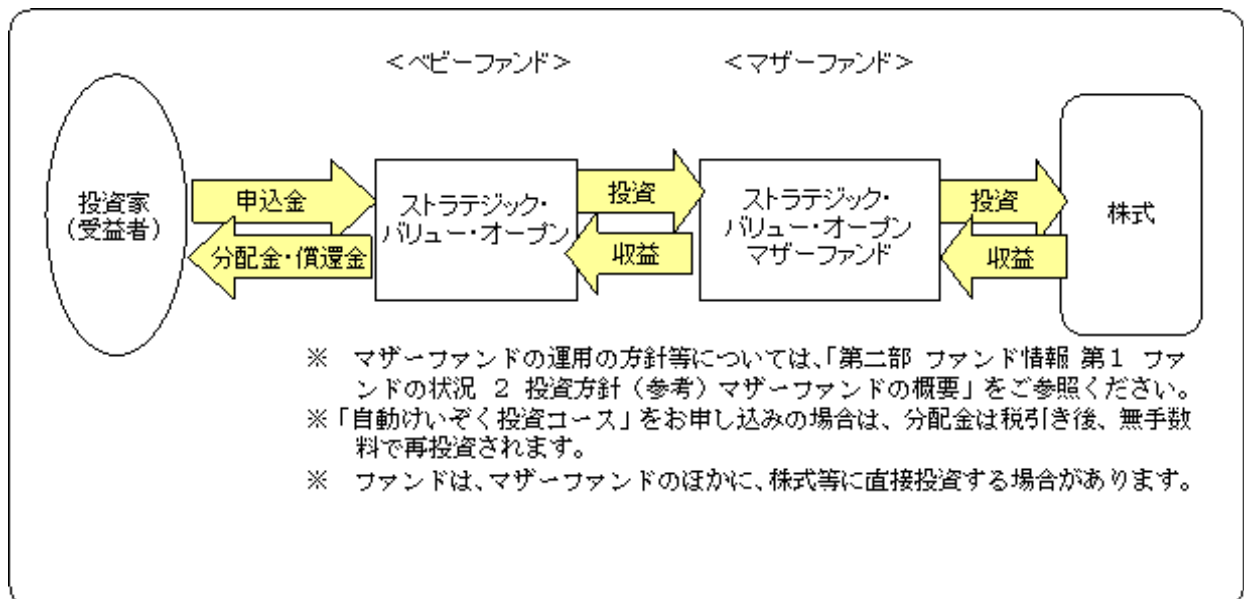 ＜ベビーファンド＞
＜マザーファンド＞
投資家
（受益者）
申込金
分配金・償還金
ストラテジック・
バリュー・オープン
投資
収益
ストラテジック・
バリュー・オープン
マザーファンド
投資
収益
株式
※　マザーファンドの運用の方針等については、「第二部 ファンド情報 第１ ファ
ンドの状況 ２ 投資方針（参考）マザーファンドの概要」をご参照ください。
※「自動けいぞく投資コース」をお申し込みの場合は、分配金は税引き後、無手数
料で再投資されます。
※　ファンドは、マザーファンドのほかに、株式等に直接投資する場合があります。